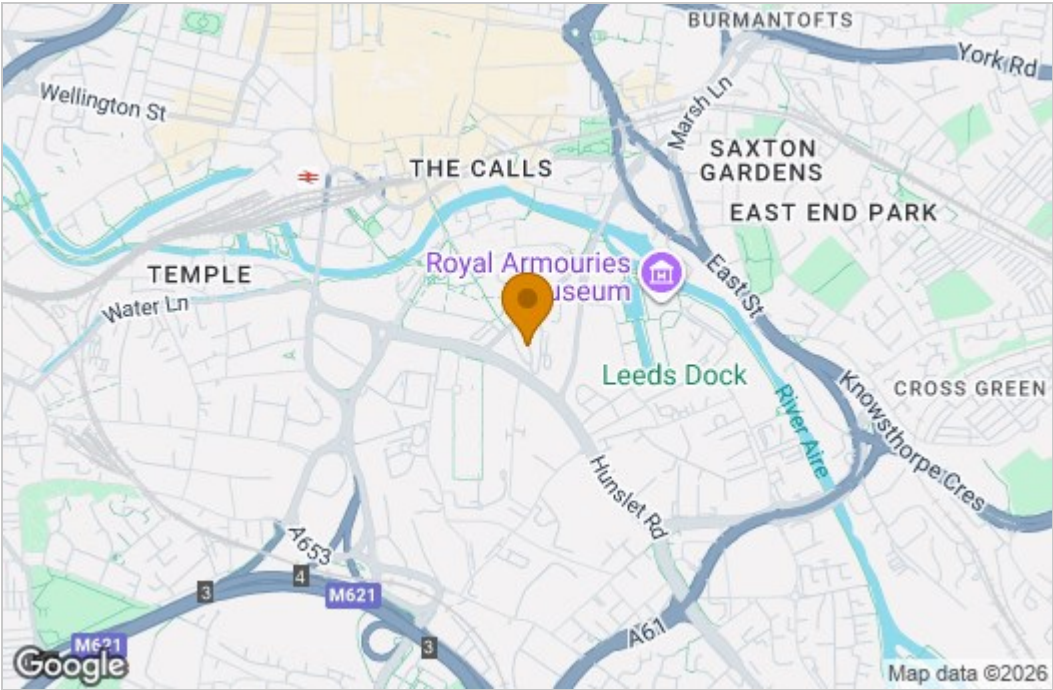 BURMANTOFTS
York Rd
Wellington St
Marsh Ln
THE CALLS
SAXTON
GARDENS
EAST END PARK
TEMPLE
Royal Armouries
useum
East St
Water Ln
Leeds Dock
CROSS GREEN
Knowsthorpe Cres
River Aire
Hunslet Rd
A653
4
3
M621
3
A61
M621
Google
Map data ©2026